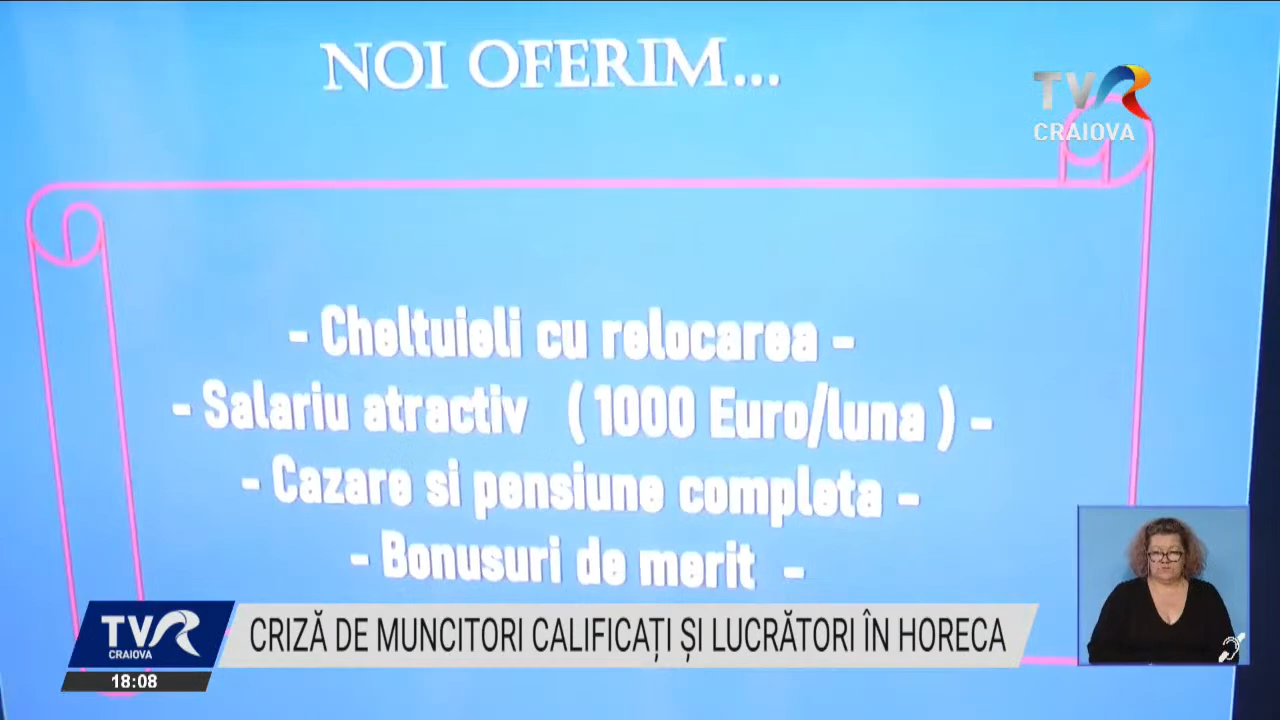 NOI OFERIM...
TVR
CRAIOVA
- Cheltuieli cu relocarea -
- Salariu atractiv ( 1000 Euro/luna ) -
- Cazare si pensiune completa -
- Bonusuri de merit -
TVR
CRAIOVA
CRIZĂ DE MUNCITORI CALIFICAȚI ȘI LUCRĂTORI ÎN HORECA
18:08